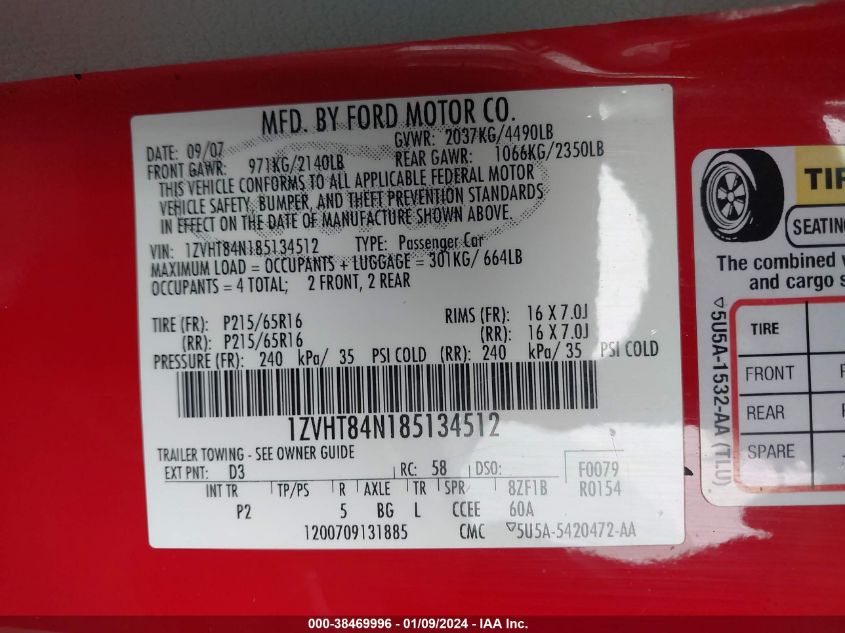 MFD. BY FORD MOTOR CO.
DATE: 09/07 GVWR: 2037KG/4490LB
FRONT GAWR: 971KG/2140LB REAR GAWR: 1066KG/2350LB
THIS VEHICLE CONFORMS TO ALL APPLICABLE FEDERAL MOTOR
VEHICLE SAFETY, BUMPER, AND THEFT PREVENTION STANDARDS
IN EFFECT ON THE DATE OF MANUFACTURE SHOWN ABOVE.
VIN: 1ZVHT84N185134512 TYPE: Passenger Car
MAXIMUM LOAD = OCCUPANTS + LUGGAGE = 301KG/ 664LB
OCCUPANTS = 4 TOTAL; 2 FRONT, 2 REAR
TIRE (FR): P215/65R16 RIMS (FR): 16 X 7.0J
(RR): P215/65R16 (RR): 16 X 7.0J
PRESSURE (FR): 240 kPa/ 35 PSI COLD (RR): 240 kPa/ 35 PSI COLD
1ZVHT84N185134512
TRAILER TOWING - SEE OWNER GUIDE
EXT PNT: D3 RC: 58 DSO: F0079
INT TR TP/PS R AXLE TR SPR 8ZF1B R0154
P2 5 BG L CCEE 60A
1200709131885 CMC ▽5U5A-5420472-AA
TIR
SEATING
The combined
and cargo s
TIRE
FRONT
REAR
SPARE
▽5U5A-1532-AA (TLU)
000-38469996 - 01/09/2024 - IAA Inc.